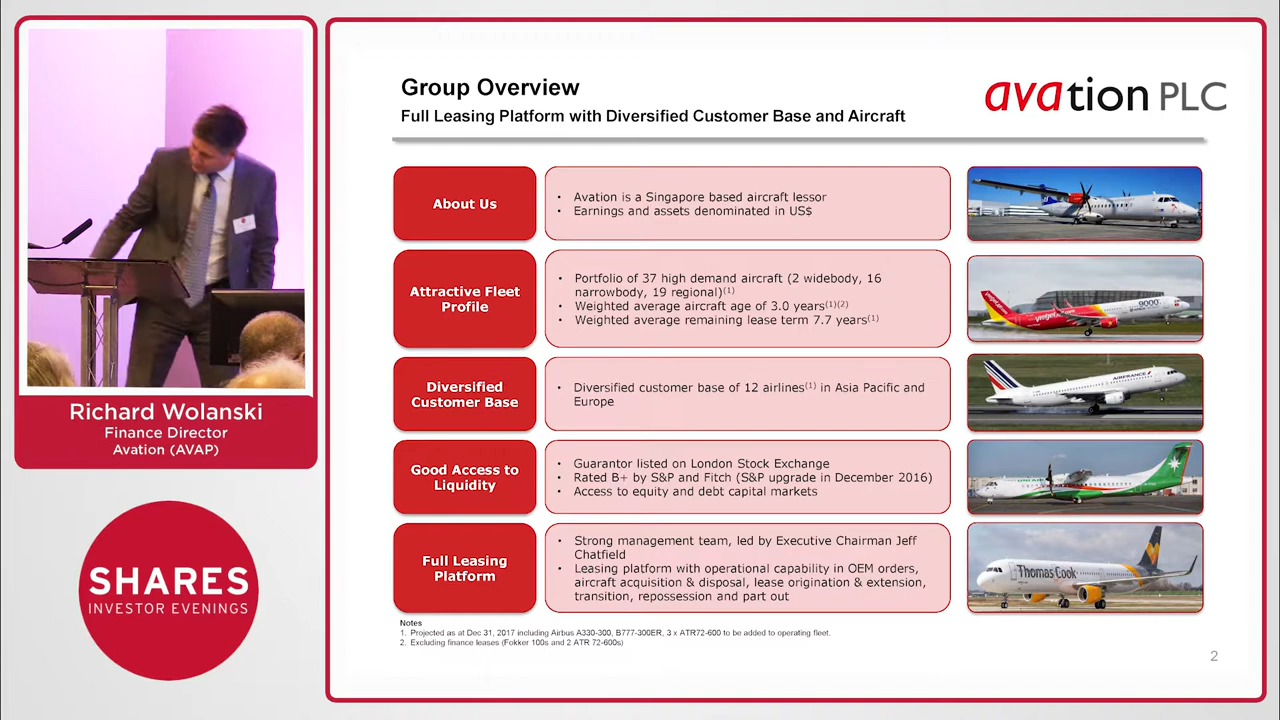 Group Overview
Full Leasing Platform with Diversified Customer Base and Aircraft
avation PLC
About Us
• Avation is a Singapore based aircraft lessor
• Earnings and assets denominated in US$
Attractive Fleet
Profile
• Portfolio of 37 high demand aircraft (2 widebody, 16
narrowbody, 19 regional)(1)
• Weighted average aircraft age of 3.0 years(1)(2)
• Weighted average remaining lease term 7.7 years(1)
9000
Diversified
Customer Base
• Diversified customer base of 12 airlines(1) in Asia Pacific and
Europe
AIRFRANCE
Good Access to
Liquidity
• Guarantor listed on London Stock Exchange
• Rated B+ by S&P and Fitch (S&P upgrade in December 2016)
• Access to equity and debt capital markets
Full Leasing
Platform
• Strong management team, led by Executive Chairman Jeff
Chatfield
• Leasing platform with operational capability in OEM orders,
aircraft acquisition & disposal, lease origination & extension,
transition, repossession and part out
Thomas Cook
Notes
1. Projected as at Dec 31, 2017 including Airbus A330-300, B777-300ER, 3 x ATR72-600 to be added to operating fleet.
2. Excluding finance leases (Fokker 100s and 2 ATR 72-600s)
2
Richard Wolanski
Finance Director
Avation (AVAP)
SHARES
INVESTOR EVENINGS